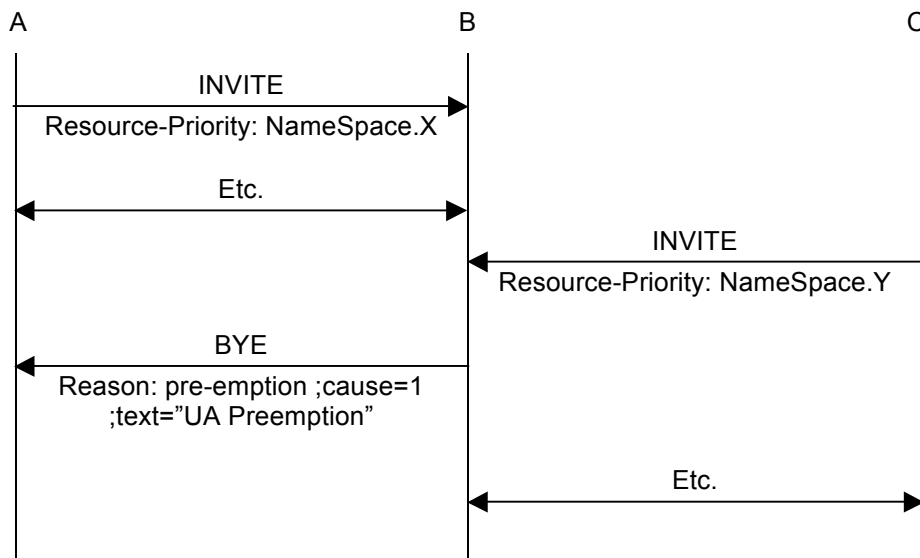 A
B
C
INVITE
Resource-Priority: NameSpace.X
Etc.
INVITE
Resource-Priority: NameSpace.Y
BYE
Reason: pre-emption ;cause=1
;text=”UA Preemption”
Etc.